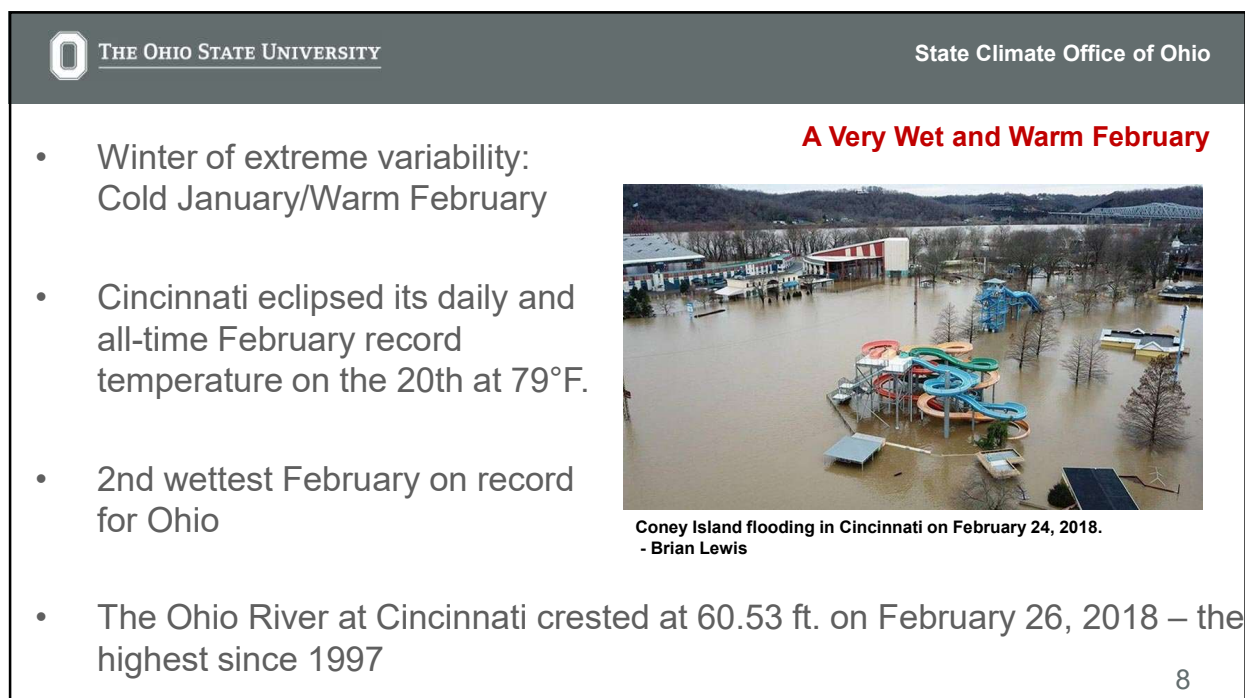 THE OHIO STATE UNIVERSITY
State Climate Office of Ohio
A Very Wet and Warm February
• Winter of extreme variability:
Cold January/Warm February
• Cincinnati eclipsed its daily and
all-time February record
temperature on the 20th at 79°F.
• 2nd wettest February on record
for Ohio
Coney Island flooding in Cincinnati on February 24, 2018.
- Brian Lewis
• The Ohio River at Cincinnati crested at 60.53 ft. on February 26, 2018 – the
highest since 1997
8